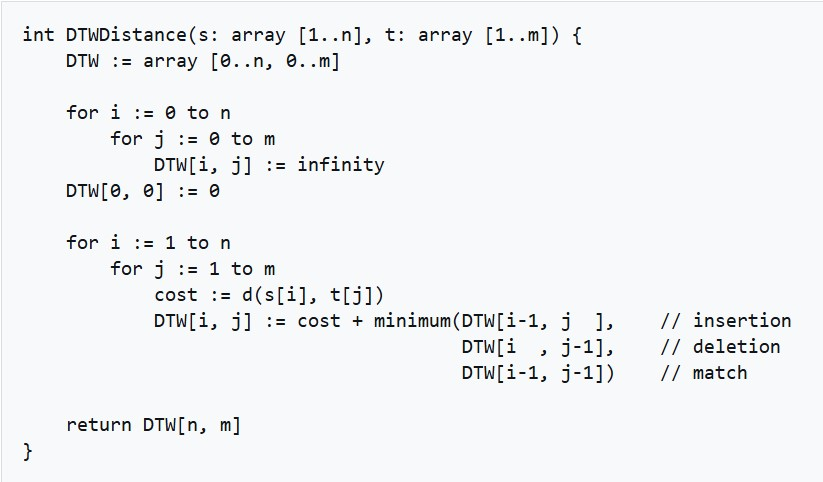 int DTWDistance(s: array [1..n], t: array [1..m]) {
    DTW := array [0..n, 0..m]

    for i := 0 to n
        for j := 0 to m
            DTW[i, j] := infinity
    DTW[0, 0] := 0

    for i := 1 to n
        for j := 1 to m
            cost := d(s[i], t[j])
            DTW[i, j] := cost + minimum(DTW[i-1, j  ],    // insertion
                                        DTW[i  , j-1],    // deletion
                                        DTW[i-1, j-1])    // match

    return DTW[n, m]
}